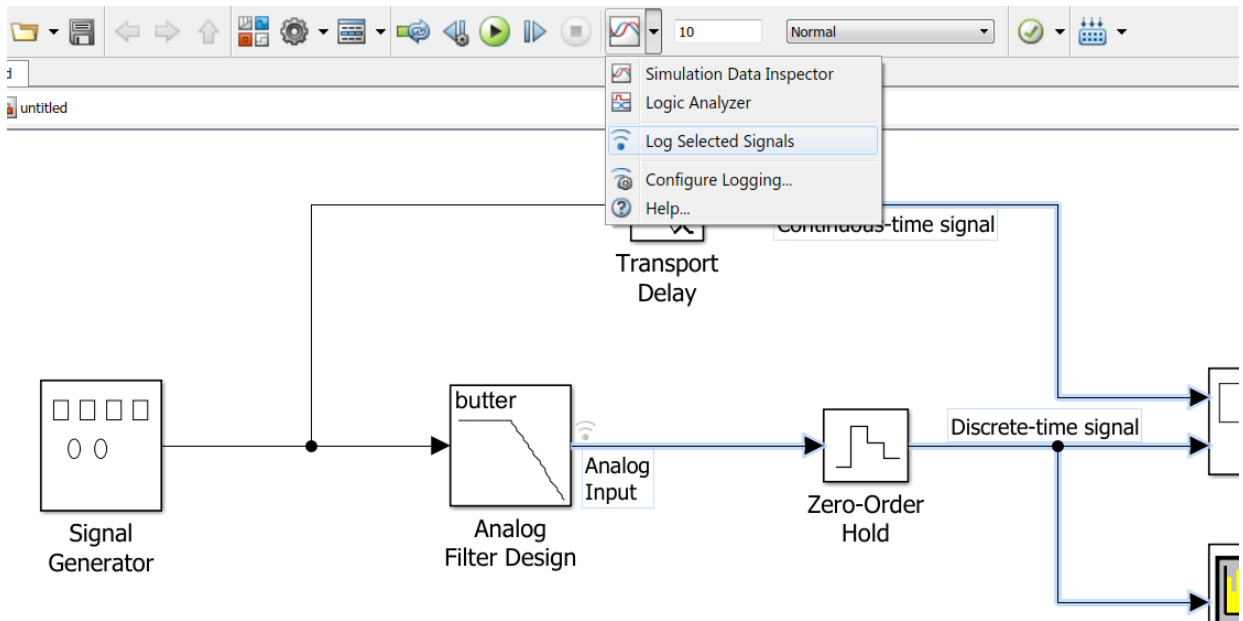 10
Normal
d
untitled
Simulation Data Inspector
Logic Analyzer
Log Selected Signals
Configure Logging...
Help...
Continuous-time signal
Transport
Delay
butter
Analog
Input
Discrete-time signal
Signal
Generator
Analog
Filter Design
Zero-Order
Hold